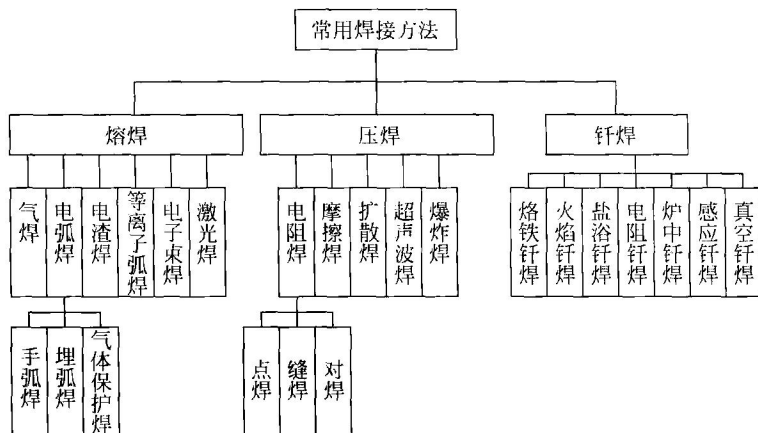 常用焊接方法
熔焊
压焊
钎焊
气焊
电弧焊
电渣焊
等离子弧焊
电子束焊
激光焊
电阻焊
摩擦焊
扩散焊
超声波焊
爆炸焊
烙铁钎焊
火焰钎焊
盐浴钎焊
电阻钎焊
炉中钎焊
感应钎焊
真空钎焊
手弧焊
埋弧焊
气体保护焊
点焊
缝焊
对焊